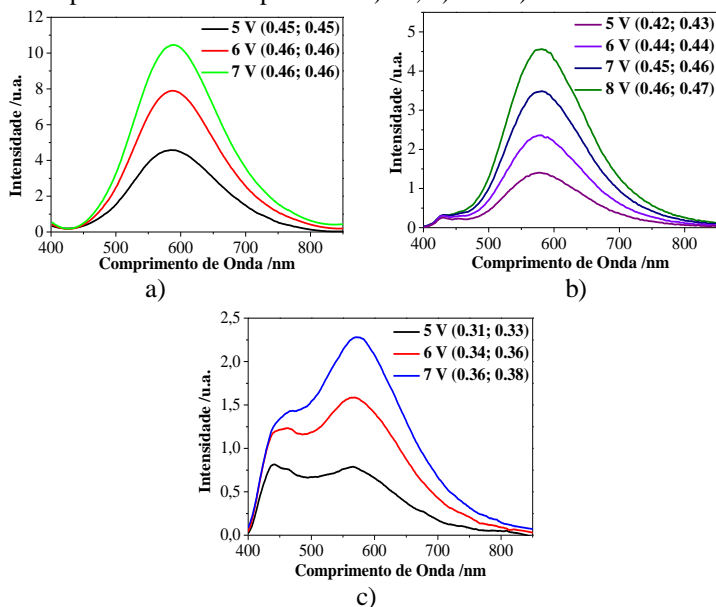 5 V (0.45; 0.45)
6 V (0.46; 0.46)
7 V (0.46; 0.46)
Intensidade /u.a.
12
10
8
6
4
2
0
400 500 600 700 800
Comprimento de Onda /nm
a)
5 V (0.42; 0.43)
6 V (0.44; 0.44)
7 V (0.45; 0.46)
8 V (0.46; 0.47)
Intensidade /u.a.
5
4
3
2
1
0
400 500 600 700 800
Comprimento de Onda /nm
b)
5 V (0.31; 0.33)
6 V (0.34; 0.36)
7 V (0.36; 0.38)
Intensidade /u.a.
2,5
2,0
1,5
1,0
0,5
0,0
400 500 600 700 800
Comprimento de Onda /nm
c)